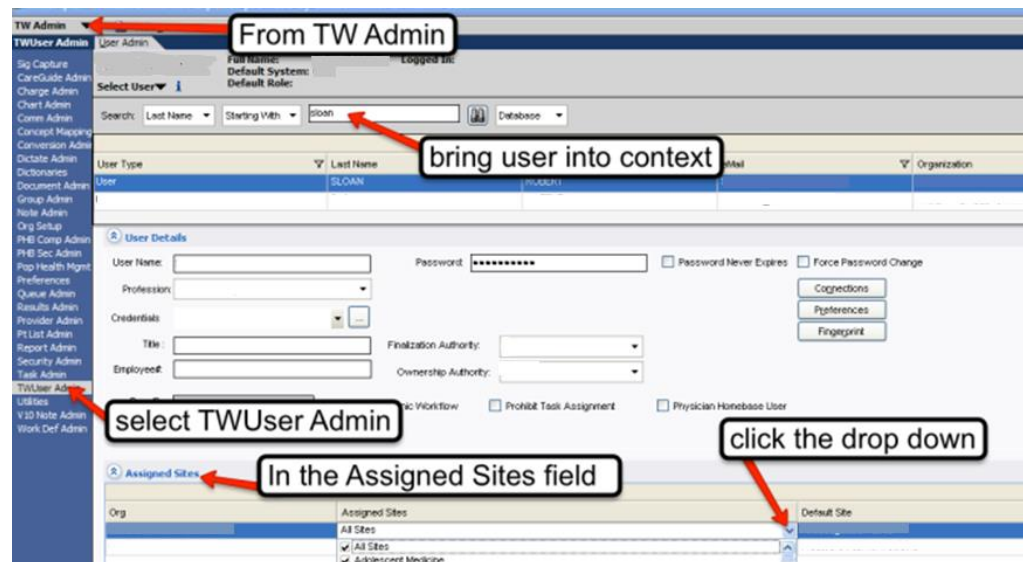 TW Admin
From TW Admin
TWUser Admin
User Admin
Full Name:
Logged In:
Default System:
Default Role:
Select User
i
Sig Capture
CareGuide Admin
Charge Admin
Chart Admin
Comm Admin
Concept Mapping
Conversion Admin
Dictate Admin
Dictionaries
Document Admin
Group Admin
Note Admin
Org Setup
PHB Comp Admin
PHB Sec Admin
Pop Health Mgmt
Preferences
Queue Admin
Results Admin
Provider Admin
Pt List Admin
Report Admin
Security Admin
Task Admin
TWUser Admin
Utilities
V10 Note Admin
Work Def Admin
Search: Last Name Starting With sloan Database
bring user into context
User Type Last Name Organization
User SLOAN ROBERT
User Details
User Name: Password: Password Never Expires Force Password Change
Profession Connections
Preferences
Credentials ...
Fingerprint
Title : Finalization Authority:
Employee#: Ownership Authority:
Workflow Prohibit Task Assignment Physician Homebase User
select TWUser Admin
click the drop down
Assigned Sites
In the Assigned Sites field
Org Assigned Sites Default Site
All Sites
All Sites
Adolescent Medicine